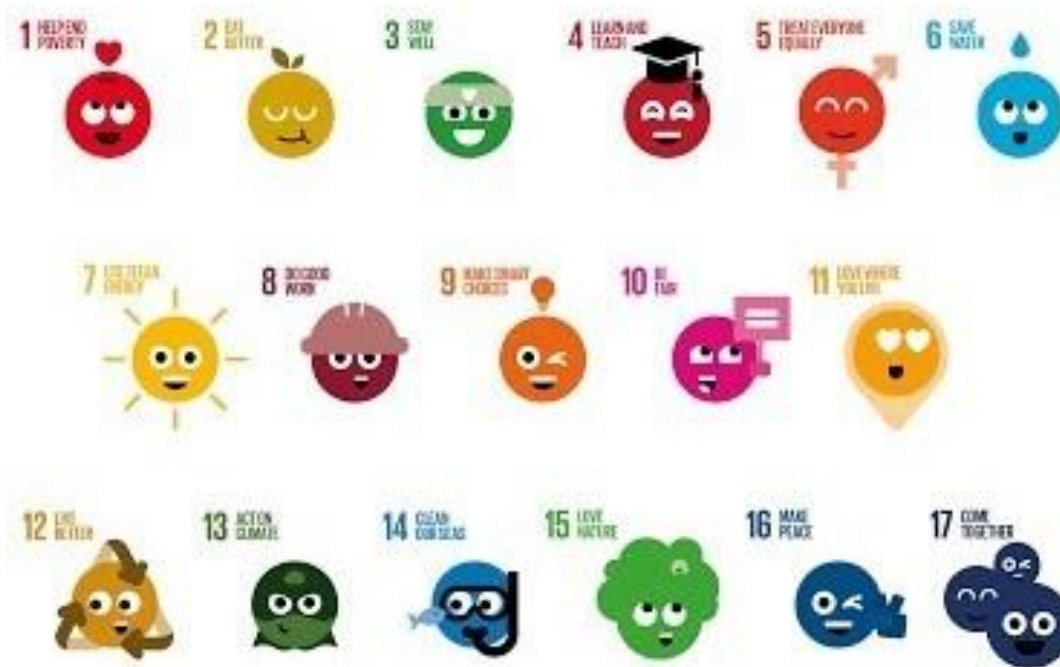 1 HELP END
POVERTY
2 EAT
BETTER
3 STAY
WELL
4 LEARN AND
TEACH
5 TREAT EVERYONE
EQUALLY
6 SAVE
WATER
7 USE CLEAN
ENERGY
8 DO GOOD
WORK
9 MAKE SMART
CHOICES
10 BE
FAIR
11 LOVE WHERE
YOU LIVE
12 LIVE
BETTER
13 ACT ON
CLIMATE
14 CLEAN
OUR SEAS
15 LOVE
NATURE
16 MAKE
PEACE
17 COME
TOGETHER